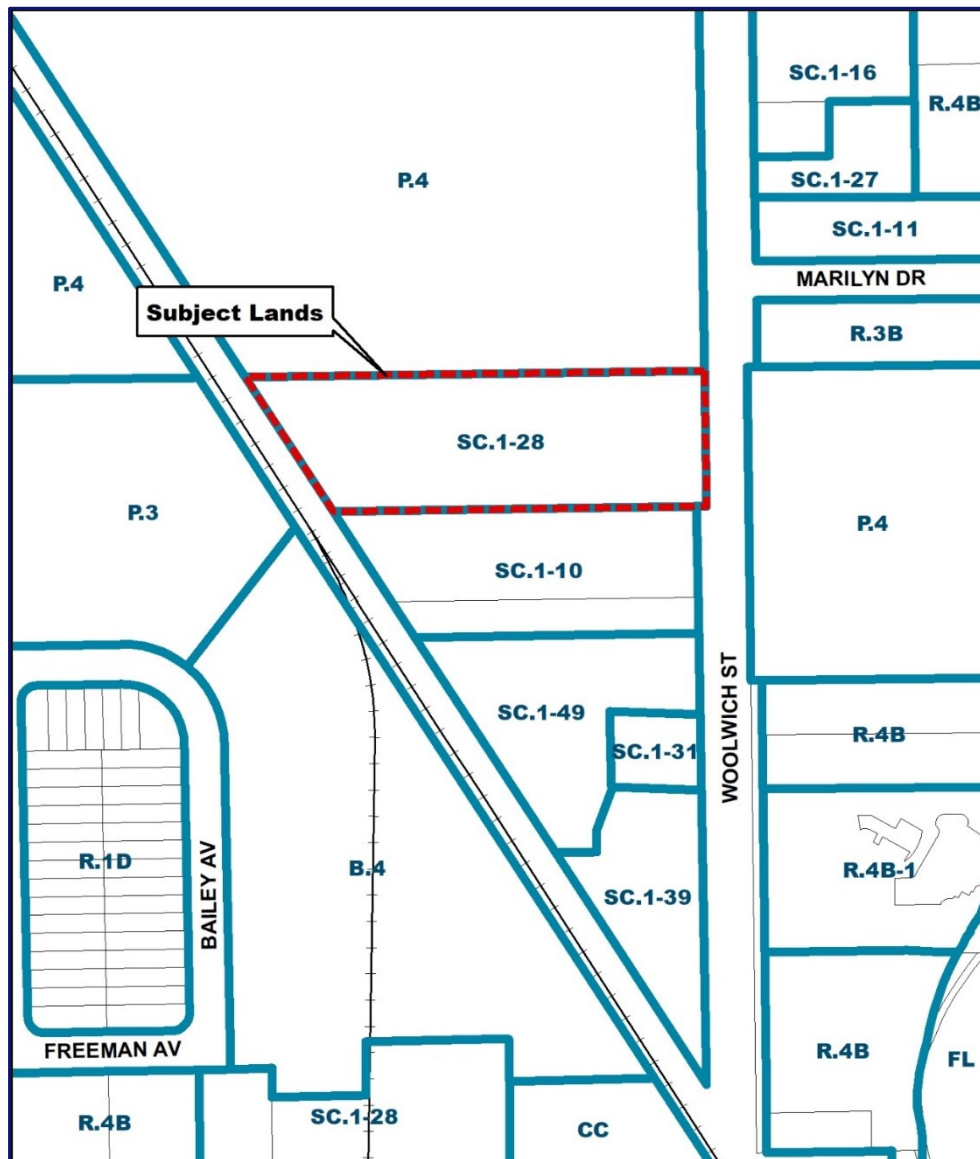 SC.1-16
R.4B
P.4
SC.1-27
SC.1-11
P.4
MARILYN DR
Subject Lands
R.3B
SC.1-28
P.3
P.4
SC.1-10
WOOLWICH ST
SC.1-49
R.4B
SC.1-31
R.1D
BAILEY AV
B.4
R.4B-1
SC.1-39
FREEMAN AV
R.4B
FL
R.4B
SC.1-28
CC